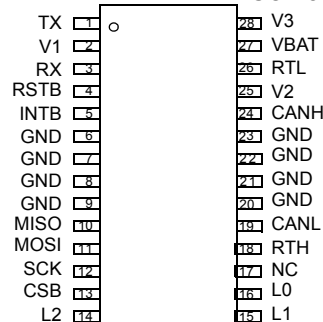 TX 1 28 V3
V1 2 27 VBAT
RX 3 26 RTL
RSTB 4 25 V2
INTB 5 24 CANH
GND 6 23 GND
GND 7 22 GND
GND 8 21 GND
GND 9 20 GND
MISO 10 19 CANL
MOSI 11 18 RTH
SCK 12 17 NC
CSB 13 16 L0
L2 14 15 L1